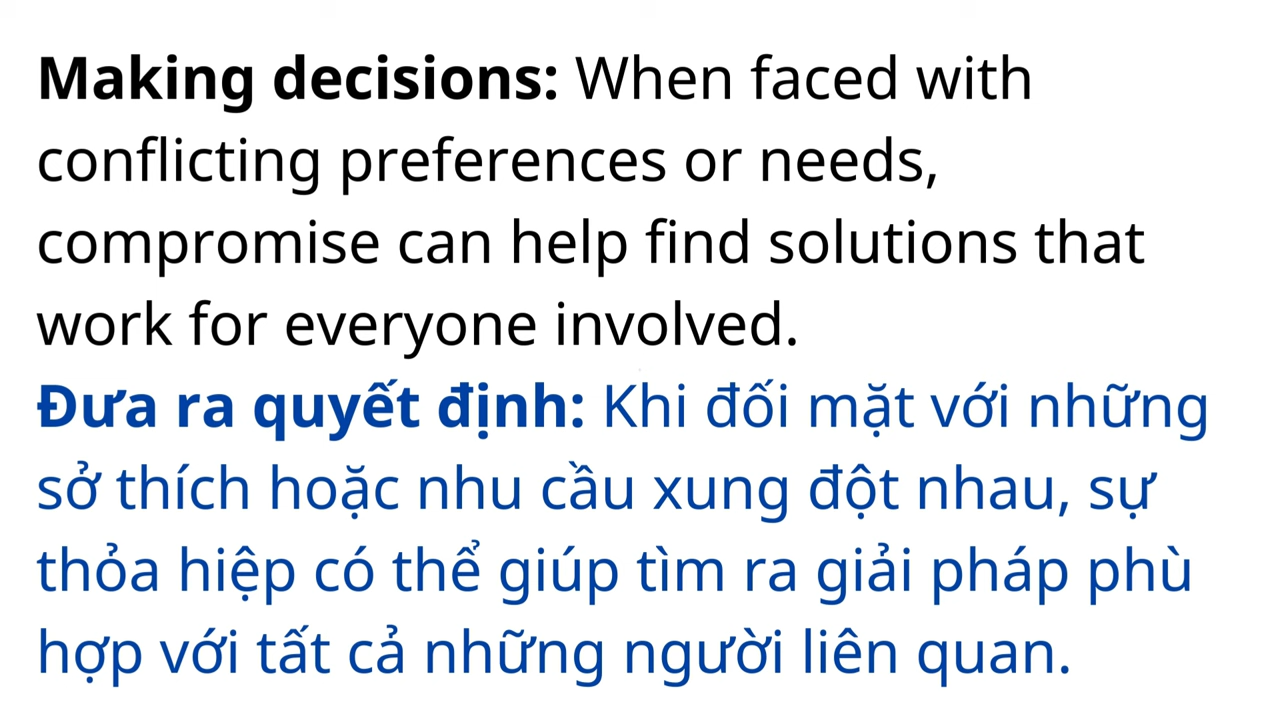 Making decisions: When faced with
conflicting preferences or needs,
compromise can help find solutions that
work for everyone involved.
Đưa ra quyết định: Khi đối mặt với những
sở thích hoặc nhu cầu xung đột nhau, sự
thỏa hiệp có thể giúp tìm ra giải pháp phù
hợp với tất cả những người liên quan.